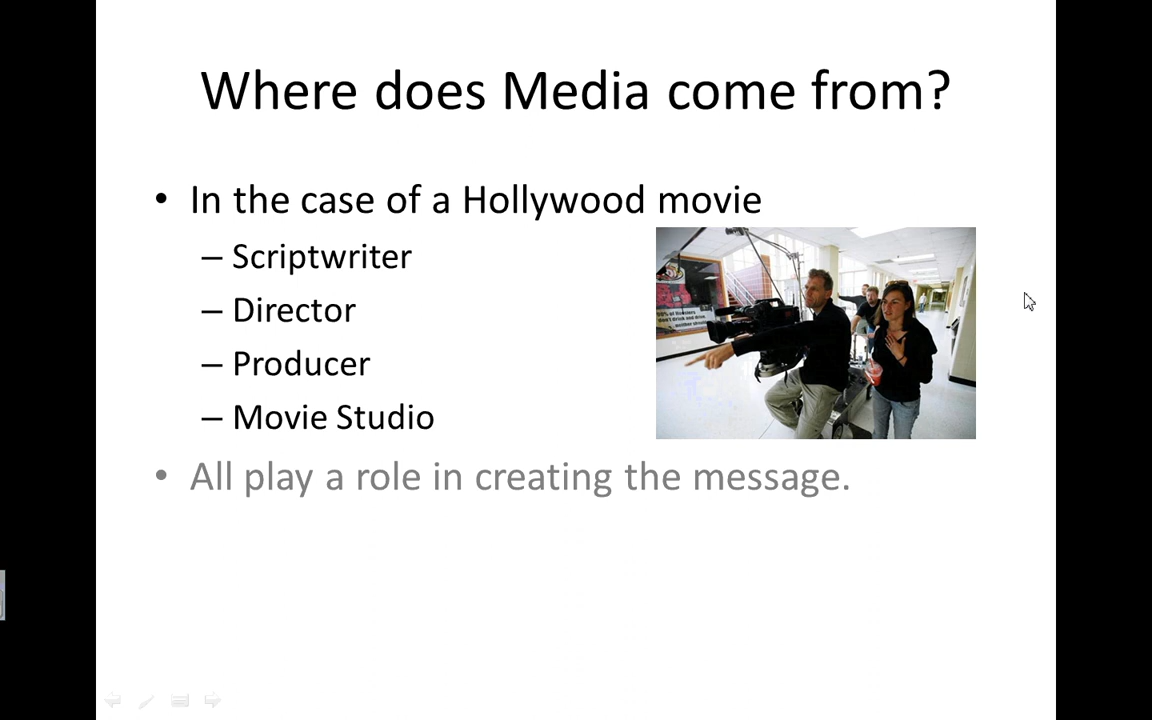 Where does Media come from?
• In the case of a Hollywood movie
– Scriptwriter
– Director
– Producer
– Movie Studio
• All play a role in creating the message.